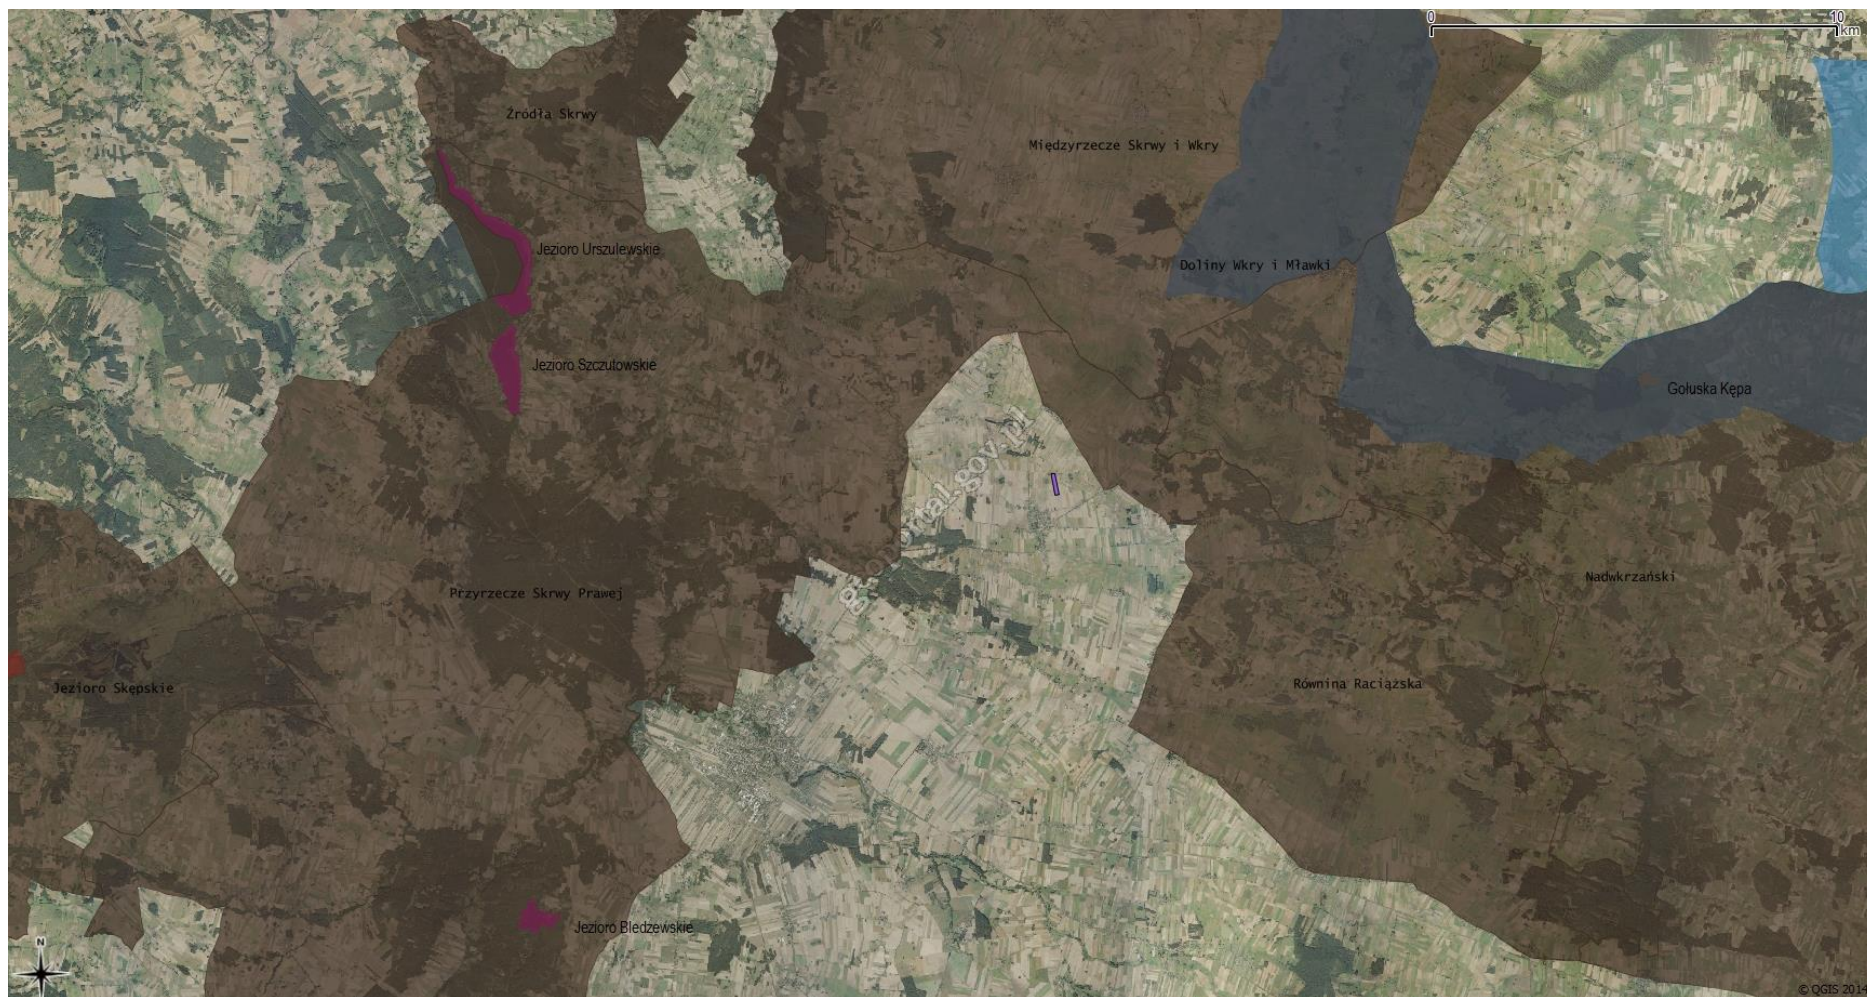 0 10
km
Źródła Skrwy
Międzyrzecze Skrwy i Wkry
Jezioro Urszulewskie
Doliny Wkry i Mławki
Jezioro Szczutowskie
Gołuska Kępa
geoportal.gov.pl
Nadwkrzański
Przyrzecze Skrwy Prawej
Równina Raciążska
Jezioro Skępskie
Jezioro Bledzewskie
N
© QGIS 2014